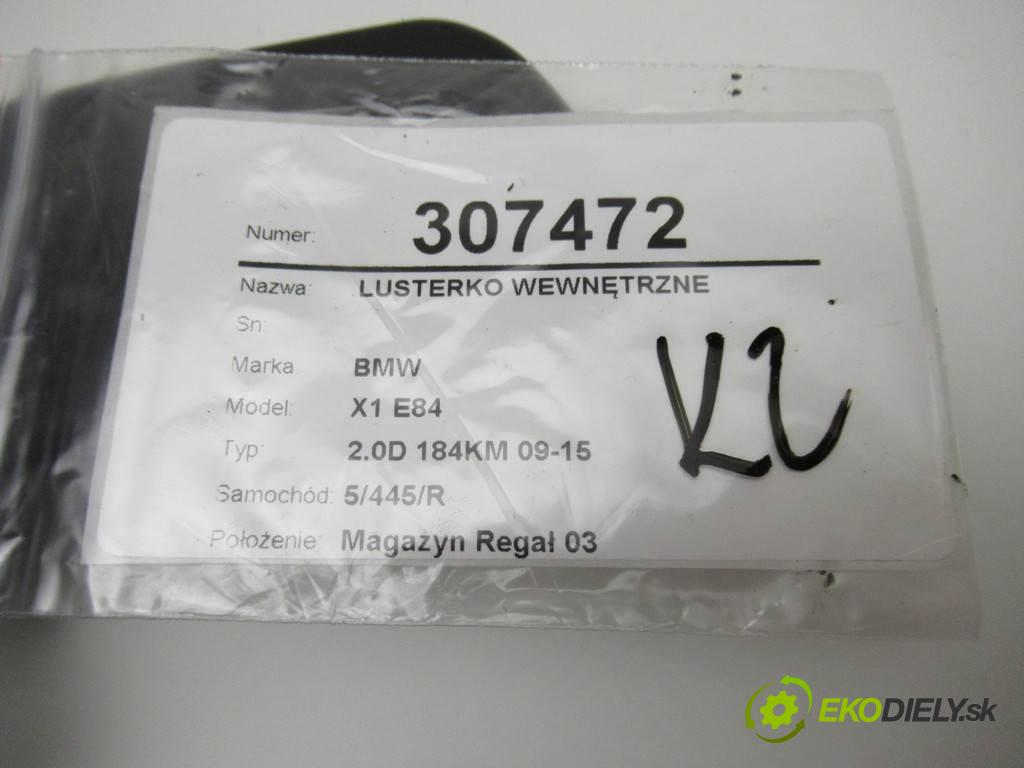 Numer: 307472
Nazwa: LUSTERKO WEWNĘTRZNE
Sn:
Marka BMW
Model: X1 E84
Typ: 2.0D 184KM 09-15
Samochód: 5/445/R
Położenie: Magazyn Regał 03
K2
EKODIELY.sk